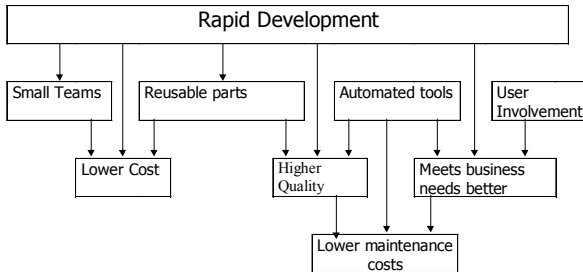 Rapid Development
Small Teams
Reusable parts
Automated tools
User
Involvement
Lower Cost
Higher
Quality
Meets business
needs better
Lower maintenance
costs